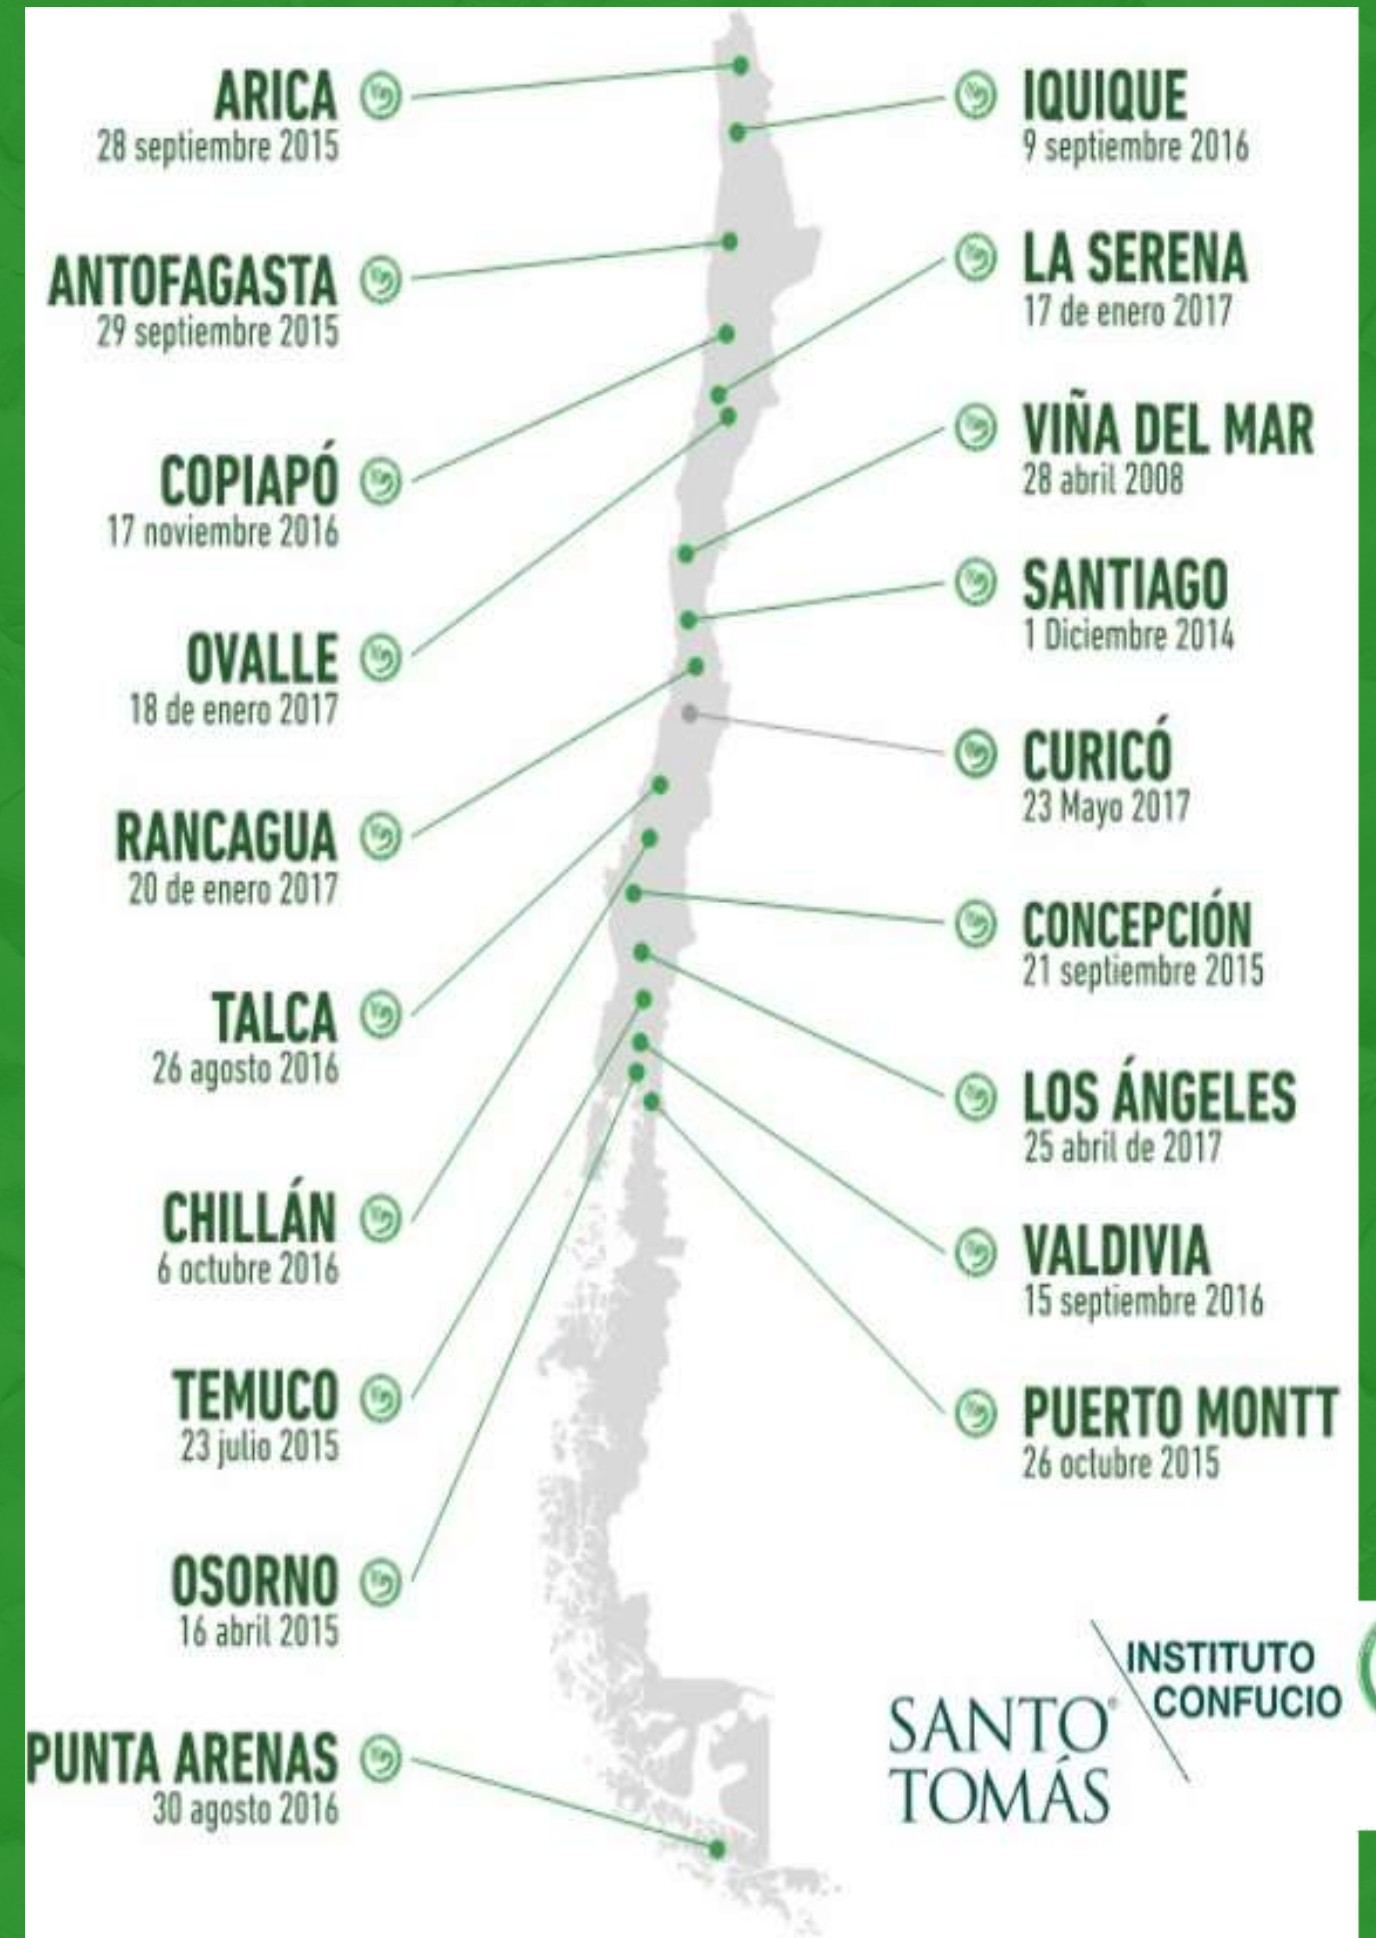 ARICA
28 septiembre 2015
ANTOFAGASTA
29 septiembre 2015
COPIAPÓ
17 noviembre 2016
OVALLE
18 de enero 2017
RANCAGUA
20 de enero 2017
TALCA
26 agosto 2016
CHILLÁN
6 octubre 2016
TEMUCO
23 julio 2015
OSORNO
16 abril 2015
PUNTA ARENAS
30 agosto 2016
IQUIQUE
9 septiembre 2016
LA SERENA
17 de enero 2017
VIÑA DEL MAR
28 abril 2008
SANTIAGO
1 Diciembre 2014
CURICÓ
23 Mayo 2017
CONCEPCIÓN
21 septiembre 2015
LOS ÁNGELES
25 abril de 2017
VALDIVIA
15 septiembre 2016
PUERTO MONTT
26 octubre 2015
SANTO®
TOMÁS
INSTITUTO
CONFUCIO